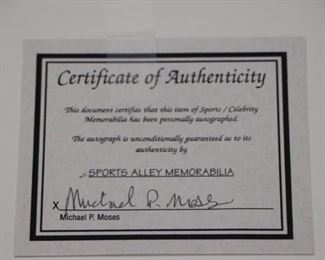 Certificate of Authenticity
This document certifies that this item of Sports / Celebrity
Memorabilia has been personally autographed.
The autograph is unconditionally guaranteed as to its
authenticity by
SPORTS ALLEY MEMORABILIA
x Michael P. Moses
Michael P. Moses